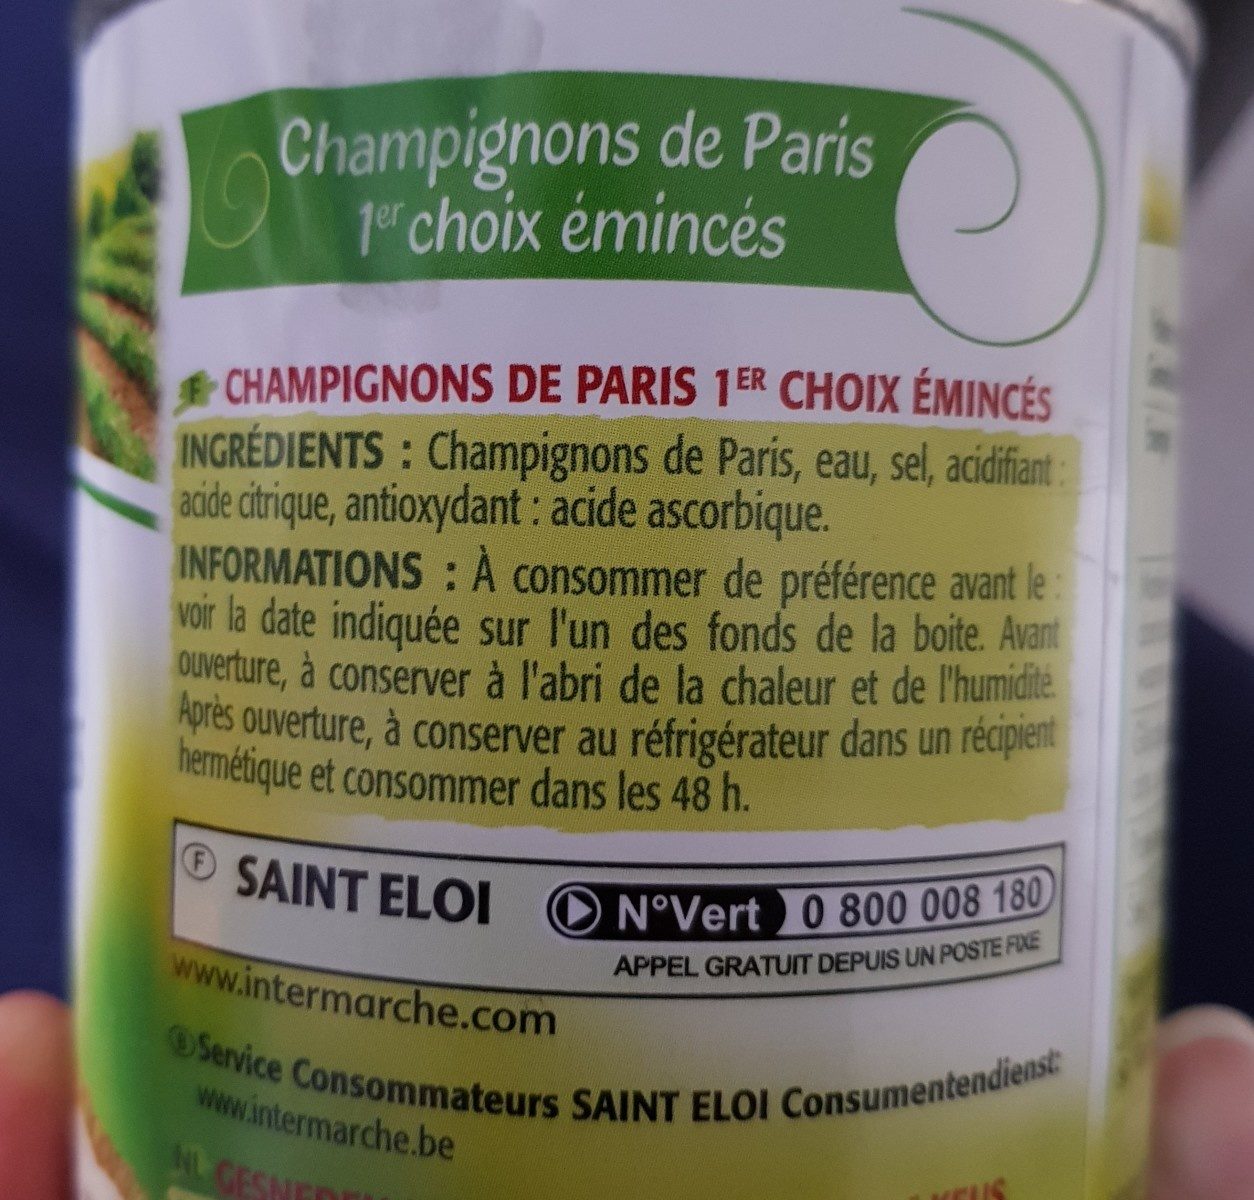 Champignons de Paris
1er choix émincés
F CHAMPIGNONS DE PARIS 1ER CHOIX ÉMINCÉS
INGRÉDIENTS : Champignons de Paris, eau, sel, acidifiant :
acide citrique, antioxydant : acide ascorbique.
INFORMATIONS : À consommer de préférence avant le :
voir la date indiquée sur l'un des fonds de la boite. Avant
ouverture, à conserver à l'abri de la chaleur et de l'humidité.
Après ouverture, à conserver au réfrigérateur dans un récipient
hermétique et consommer dans les 48 h.
F SAINT ELOI N°Vert 0 800 008 180
APPEL GRATUIT DEPUIS UN POSTE FIXE
www.intermarche.com
B Service Consommateurs SAINT ELOI Consumentendienst:
www.intermarche.be
NL